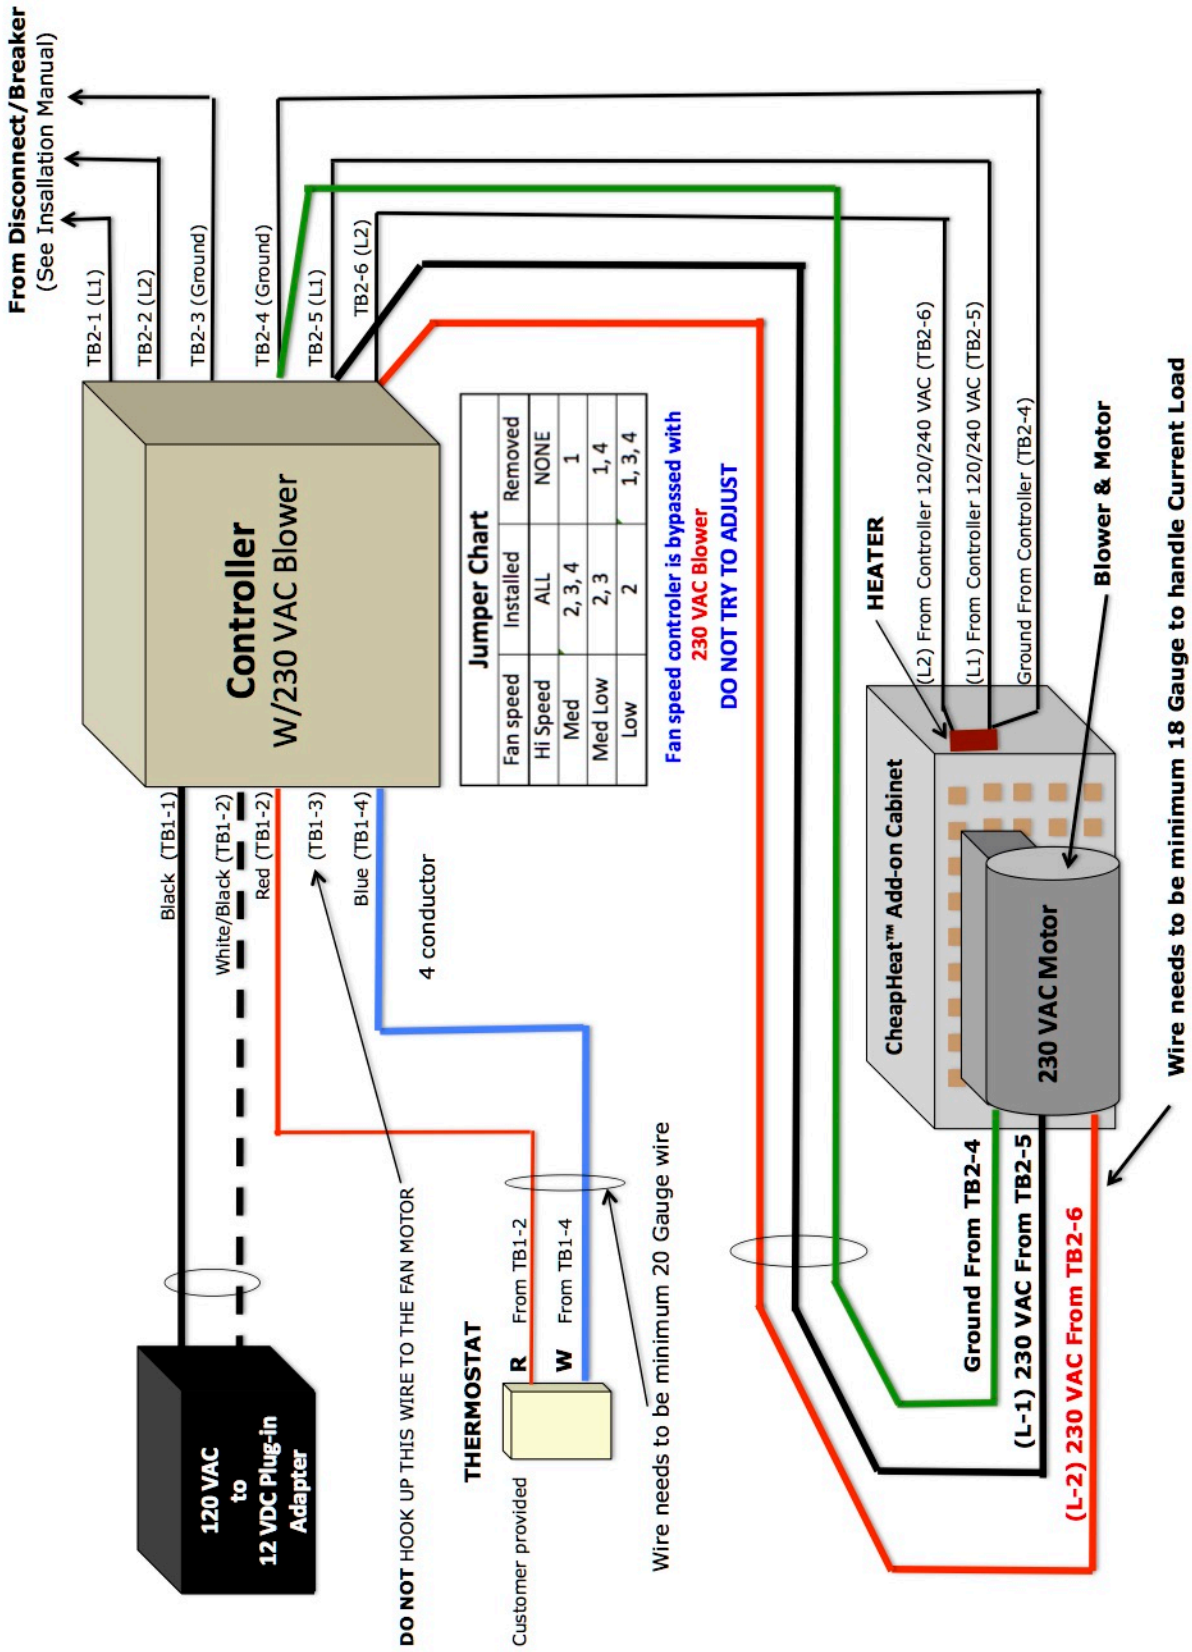 From Disconnect/Breaker
(See Insallation Manual)
TB2-1 (L1)
TB2-2 (L2)
TB2-3 (Ground)
TB2-4 (Ground)
TB2-5 (L1)
TB2-6 (L2)
Controller
W/230 VAC Blower
Black (TB1-1)
White/Black (TB1-2)
Red (TB1-2)
(TB1-3)
Blue (TB1-4)
4 conductor
120 VAC
to
12 VDC Plug-in
Adapter
DO NOT HOOK UP THIS WIRE TO THE FAN MOTOR
THERMOSTAT
Customer provided
R From TB1-2
W From TB1-4
Wire needs to be minimum 20 Gauge wire
Jumper Chart
Fan speed Installed Removed
Hi Speed ALL NONE
Med 2, 3, 4 1
Med Low 2, 3 1, 4
Low 2 1, 3, 4
Fan speed controler is bypassed with
230 VAC Blower
DO NOT TRY TO ADJUST
HEATER
(L2) From Controller 120/240 VAC (TB2-6)
(L1) From Controller 120/240 VAC (TB2-5)
Ground From Controller (TB2-4)
CheapHeat™ Add-on Cabinet
230 VAC Motor
Blower & Motor
Ground From TB2-4
(L-1) 230 VAC From TB2-5
(L-2) 230 VAC From TB2-6
Wire needs to be minimum 18 Gauge to handle Current Load